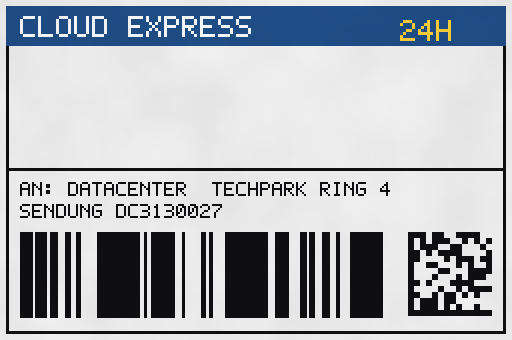 CLOUD EXPRESS 24H
AN: DATACENTER TECHPARK RING 4
SENDUNG DC3130027